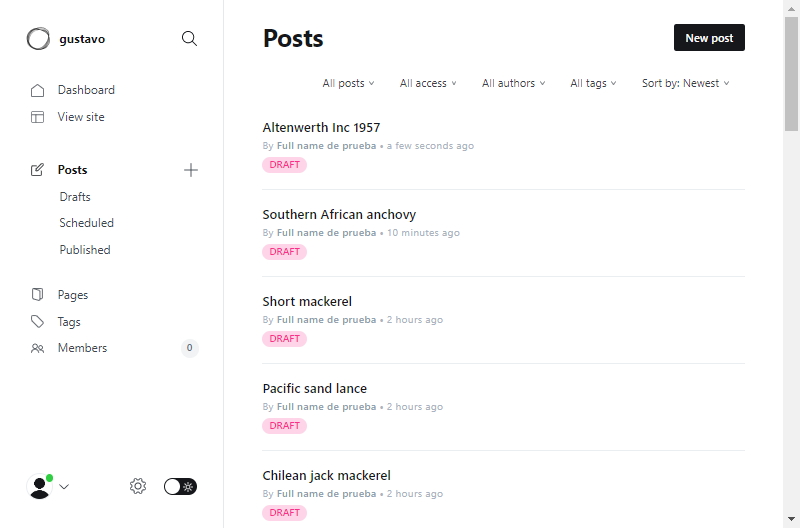 gustavo
Dashboard
View site
Posts
Drafts
Scheduled
Published
Pages
Tags
Members 0
Posts
New post
All posts All access All authors All tags Sort by: Newest
Altenwerth Inc 1957
By Full name de prueba • a few seconds ago
DRAFT
Southern African anchovy
By Full name de prueba • 10 minutes ago
DRAFT
Short mackerel
By Full name de prueba • 2 hours ago
DRAFT
Pacific sand lance
By Full name de prueba • 2 hours ago
DRAFT
Chilean jack mackerel
By Full name de prueba • 2 hours ago
DRAFT